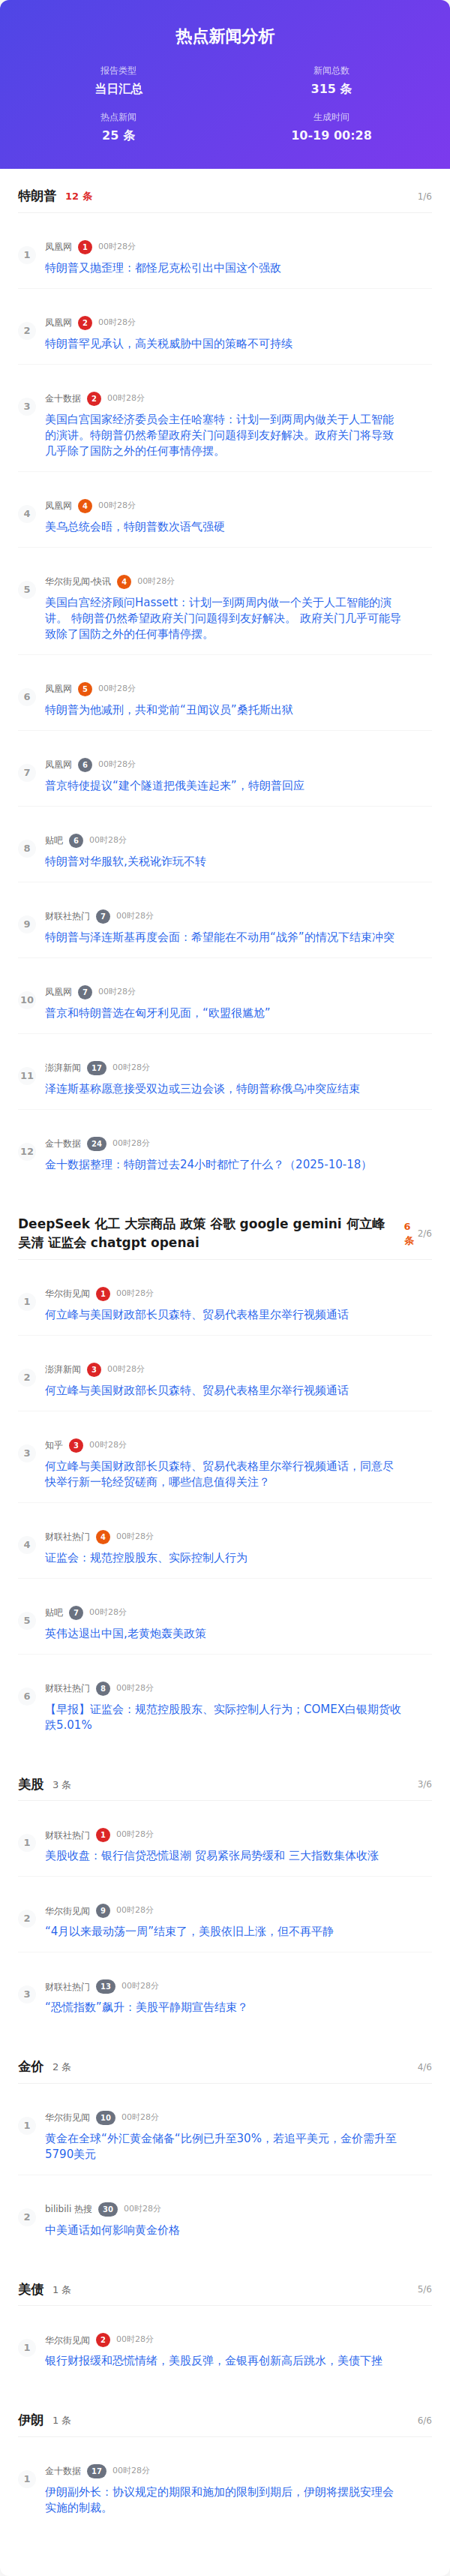 热点新闻分析
报告类型
当日汇总
新闻总数
315 条
热点新闻
25 条
生成时间
10-19 00:28
特朗普 12 条 1/6
1
凤凰网 1 00时28分
特朗普又抛歪理：都怪尼克松引出中国这个强敌
2
凤凰网 2 00时28分
特朗普罕见承认，高关税威胁中国的策略不可持续
3
金十数据 2 00时28分
美国白宫国家经济委员会主任哈塞特：计划一到两周内做关于人工智能
的演讲。特朗普仍然希望政府关门问题得到友好解决。政府关门将导致
几乎除了国防之外的任何事情停摆。
4
凤凰网 4 00时28分
美乌总统会晤，特朗普数次语气强硬
5
华尔街见闻-快讯 4 00时28分
美国白宫经济顾问Hassett：计划一到两周内做一个关于人工智能的演
讲。 特朗普仍然希望政府关门问题得到友好解决。 政府关门几乎可能导
致除了国防之外的任何事情停摆。
6
凤凰网 5 00时28分
特朗普为他减刑，共和党前“丑闻议员”桑托斯出狱
7
凤凰网 6 00时28分
普京特使提议“建个隧道把俄美连起来”，特朗普回应
8
贴吧 6 00时28分
特朗普对华服软,关税讹诈玩不转
9
财联社热门 7 00时28分
特朗普与泽连斯基再度会面：希望能在不动用“战斧”的情况下结束冲突
10
凤凰网 7 00时28分
普京和特朗普选在匈牙利见面，“欧盟很尴尬”
11
澎湃新闻 17 00时28分
泽连斯基称愿意接受双边或三边会谈，特朗普称俄乌冲突应结束
12
金十数据 24 00时28分
金十数据整理：特朗普过去24小时都忙了什么？（2025-10-18）
DeepSeek 化工 大宗商品 政策 谷歌 google gemini 何立峰
吴清 证监会 chatgpt openai
6
条
2/6
1
华尔街见闻 1 00时28分
何立峰与美国财政部长贝森特、贸易代表格里尔举行视频通话
2
澎湃新闻 3 00时28分
何立峰与美国财政部长贝森特、贸易代表格里尔举行视频通话
3
知乎 3 00时28分
何立峰与美国财政部长贝森特、贸易代表格里尔举行视频通话，同意尽
快举行新一轮经贸磋商，哪些信息值得关注？
4
财联社热门 4 00时28分
证监会：规范控股股东、实际控制人行为
5
贴吧 7 00时28分
英伟达退出中国,老黄炮轰美政策
6
财联社热门 8 00时28分
【早报】证监会：规范控股股东、实际控制人行为；COMEX白银期货收
跌5.01%
美股 3 条 3/6
1
财联社热门 1 00时28分
美股收盘：银行信贷恐慌退潮 贸易紧张局势缓和 三大指数集体收涨
2
华尔街见闻 9 00时28分
“4月以来最动荡一周”结束了，美股依旧上涨，但不再平静
3
财联社热门 13 00时28分
“恐慌指数”飙升：美股平静期宣告结束？
金价 2 条 4/6
1
华尔街见闻 10 00时28分
黄金在全球“外汇黄金储备“比例已升至30%，若追平美元，金价需升至
5790美元
2
bilibili 热搜 30 00时28分
中美通话如何影响黄金价格
美债 1 条 5/6
1
华尔街见闻 2 00时28分
银行财报缓和恐慌情绪，美股反弹，金银再创新高后跳水，美债下挫
伊朗 1 条 6/6
1
金十数据 17 00时28分
伊朗副外长：协议规定的期限和施加的限制到期后，伊朗将摆脱安理会
实施的制裁。